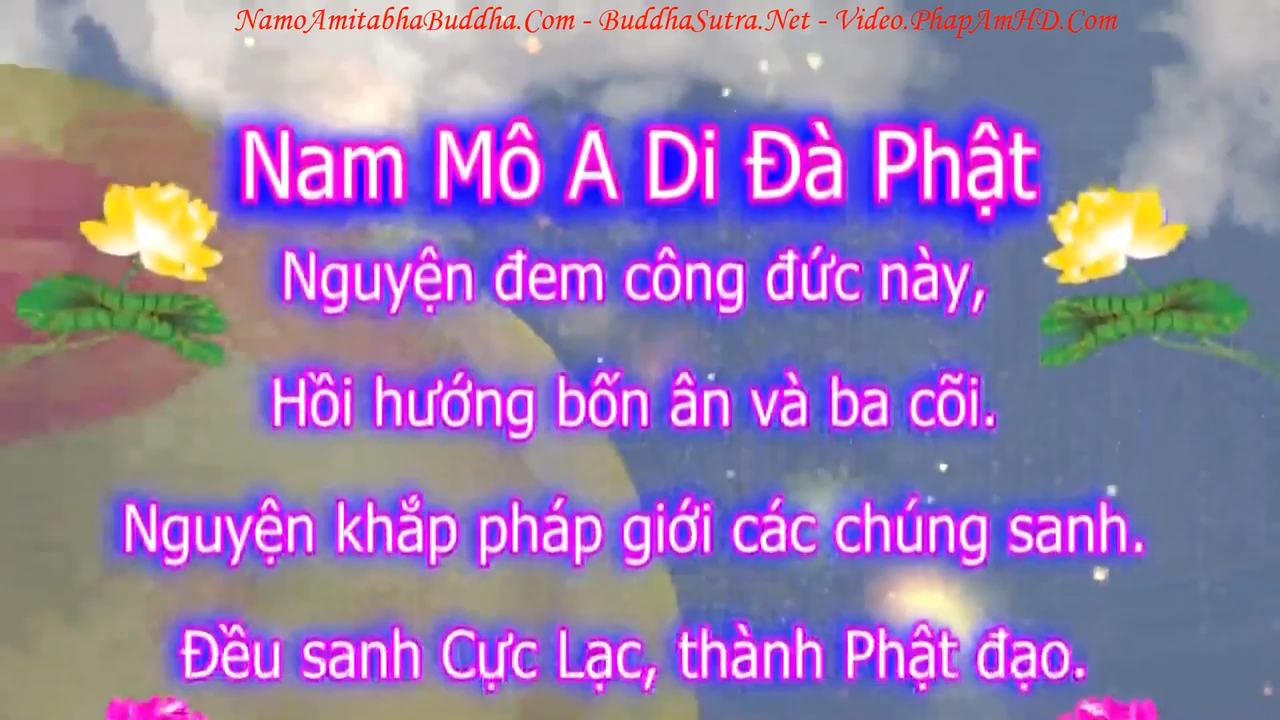 NamoAmitabhaBuddha.Com - BuddhaSutra.Net - Video.PhapAmHD.Com
Nam Mô A Di Đà Phật
Nguyện đem công đức này,
Hồi hướng bốn ân và ba cõi.
Nguyện khắp pháp giới các chúng sanh.
Đều sanh Cực Lạc, thành Phật đạo.